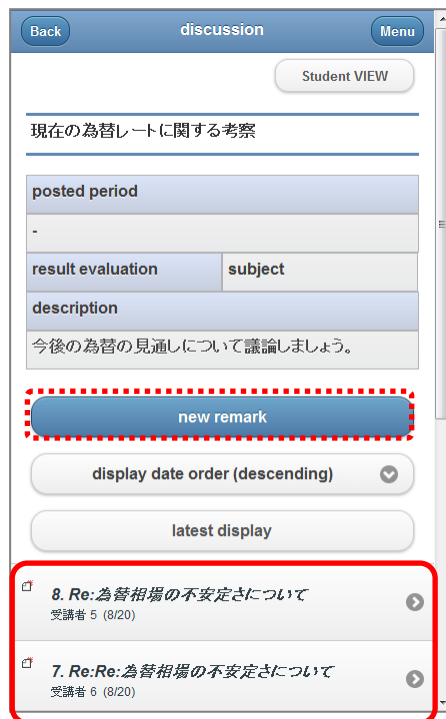 Back discussion Menu
Student VIEW
現在の為替レートに関する考察
posted period
-
result evaluation subject
description
今後の為替の見通しについて議論しましょう。
new remark
display date order (descending)
latest display
8. Re:為替相場の不安定さについて
受講者 5 (8/20)
7. Re:Re:為替相場の不安定さについて
受講者 6 (8/20)